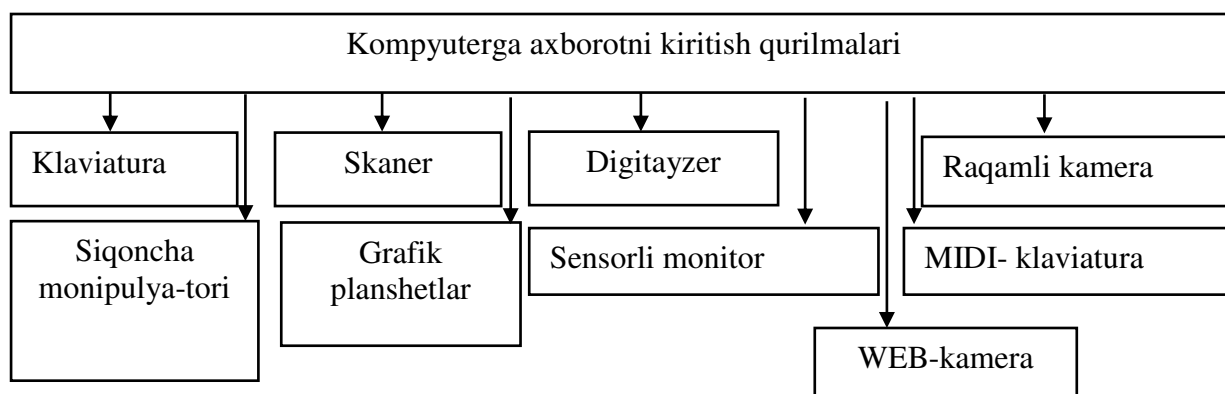 Kompyuterga axborotni kiritish qurilmalari
Klaviatura
Skaner
Digitayzer
Raqamli kamera
Siqoncha
monipulya-tori
Grafik
planshetlar
Sensorli monitor
MIDI- klaviatura
WEB-kamera